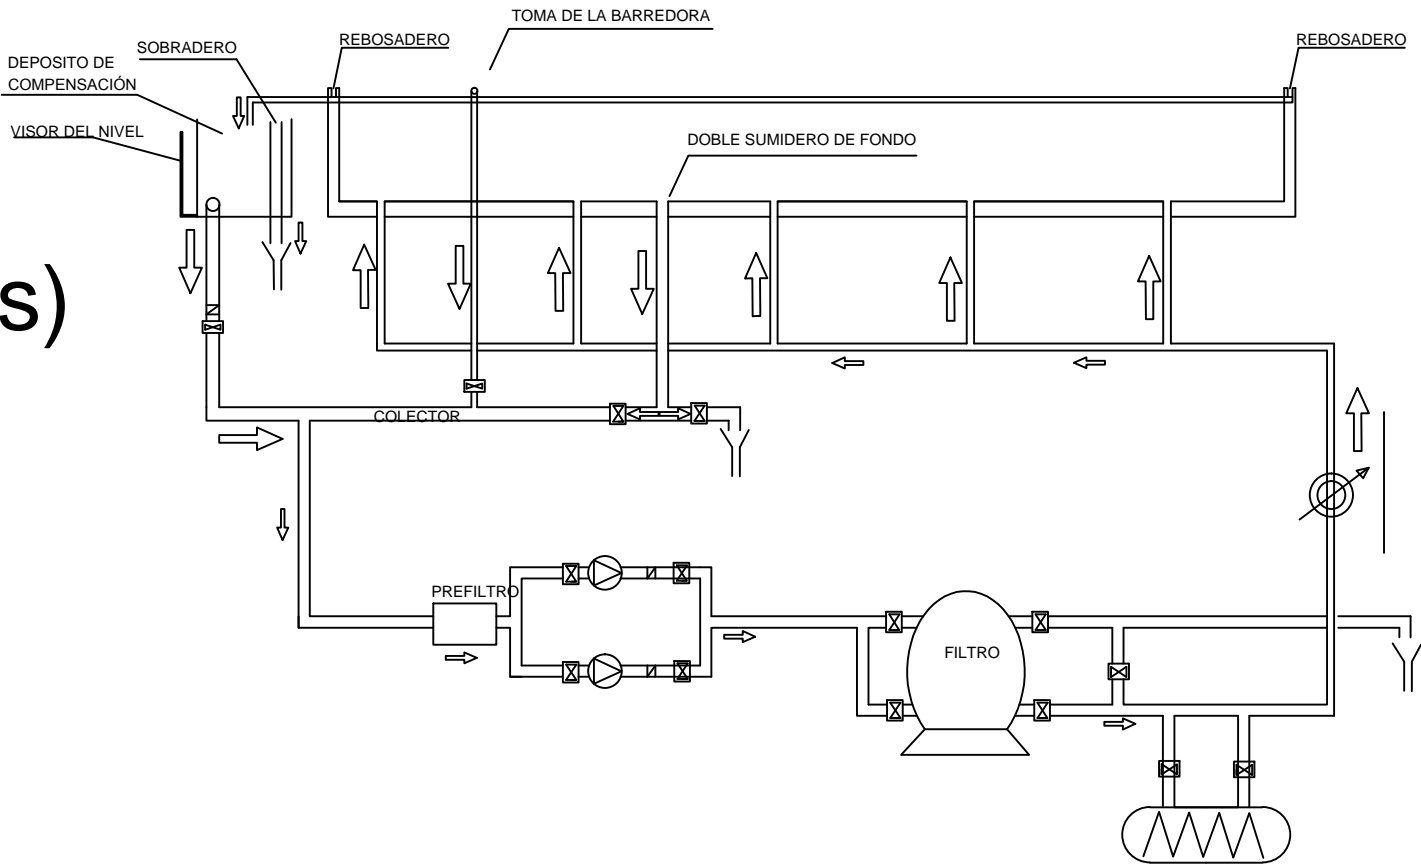 TOMA DE LA BARREDORA
REBOSADERO
REBOSADERO
SOBRADERO
DEPOSITO DE
COMPENSACIÓN
VISOR DEL NIVEL
DOBLE SUMIDERO DE FONDO
s)
COLECTOR
PREFILTRO
FILTRO